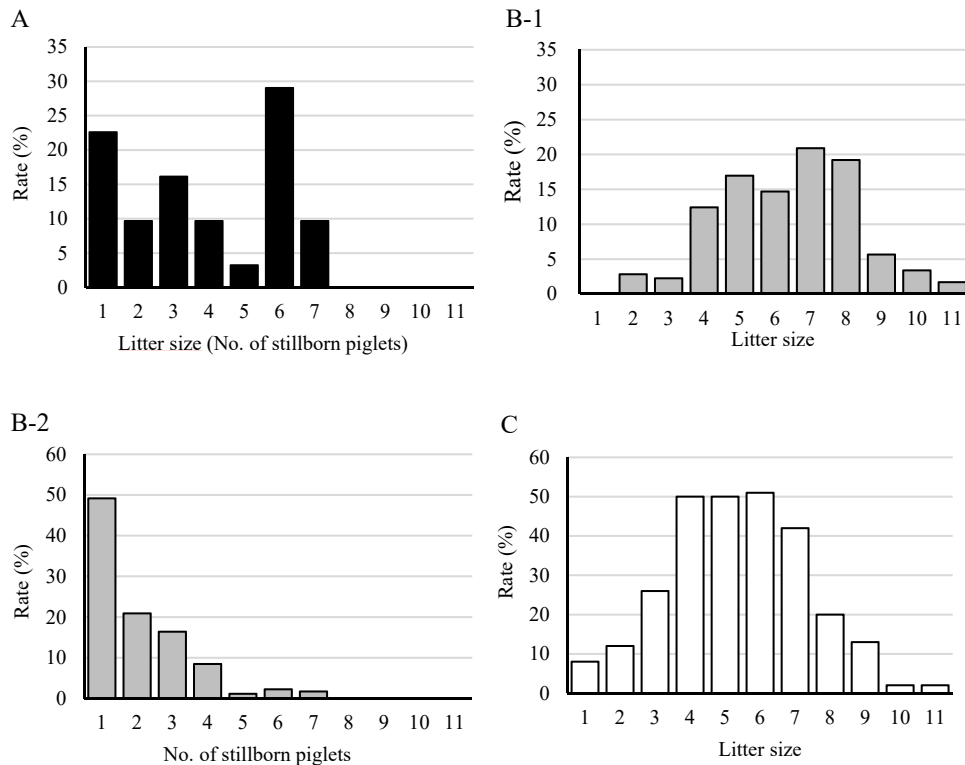 A
Rate (%)
35
30
25
20
15
10
5
0
1 2 3 4 5 6 7 8 9 10 11
Litter size (No. of stillborn piglets)
B-1
Rate (%)
35
30
25
20
15
10
5
0
1 2 3 4 5 6 7 8 9 10 11
Litter size
B-2
Rate (%)
60
50
40
30
20
10
0
1 2 3 4 5 6 7 8 9 10 11
No. of stillborn piglets
C
Rate (%)
60
50
40
30
20
10
0
1 2 3 4 5 6 7 8 9 10 11
Litter size